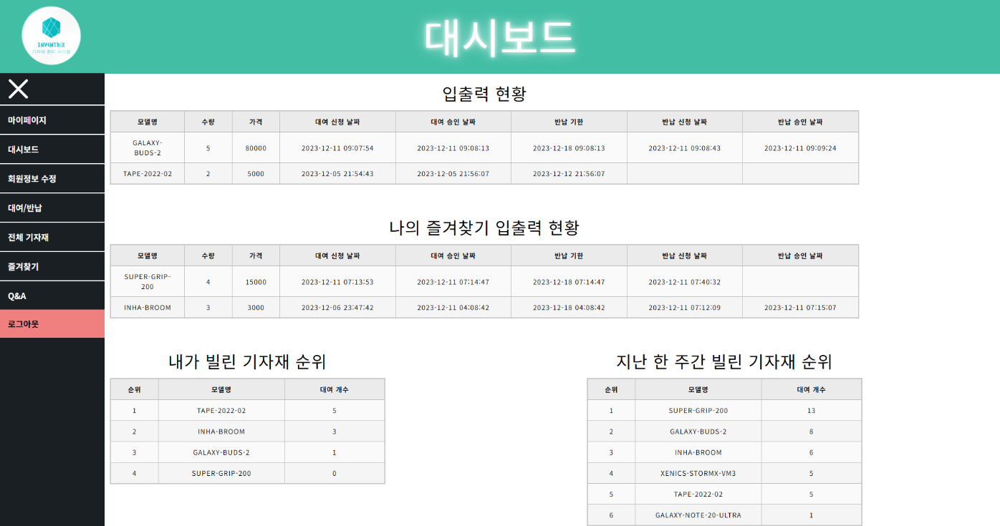 INVENTRiX
기자재 관리 시스템
대시보드
마이페이지
대시보드
회원정보 수정
대여/반납
전체 기자재
즐겨찾기
Q&A
로그아웃
입출력 현황
모델명 수량 가격 대여 신청 날짜 대여 승인 날짜 반납 기한 반납 신청 날짜 반납 승인 날짜
GALAXY-
BUDS-2 5 80000 2023-12-11 09:07:54 2023-12-11 09:08:13 2023-12-18 09:08:13 2023-12-11 09:08:43 2023-12-11 09:09:24
TAPE-2022-02 2 5000 2023-12-05 21:54:43 2023-12-05 21:56:07 2023-12-12 21:56:07
나의 즐겨찾기 입출력 현황
모델명 수량 가격 대여 신청 날짜 대여 승인 날짜 반납 기한 반납 신청 날짜 반납 승인 날짜
SUPER-GRIP-
200 4 15000 2023-12-11 07:13:53 2023-12-11 07:14:47 2023-12-18 07:14:47 2023-12-11 07:40:32
INHA-BROOM 3 3000 2023-12-06 23:47:42 2023-12-11 04:08:42 2023-12-18 04:08:42 2023-12-11 07:12:09 2023-12-11 07:15:07
내가 빌린 기자재 순위
순위 모델명 대여 개수
1 TAPE-2022-02 5
2 INHA-BROOM 3
3 GALAXY-BUDS-2 1
4 SUPER-GRIP-200 0
지난 한 주간 빌린 기자재 순위
순위 모델명 대여 개수
1 SUPER-GRIP-200 13
2 GALAXY-BUDS-2 8
3 INHA-BROOM 6
4 XENICS-STORMX-VM3 5
5 TAPE-2022-02 5
6 GALAXY-NOTE-20-ULTRA 1